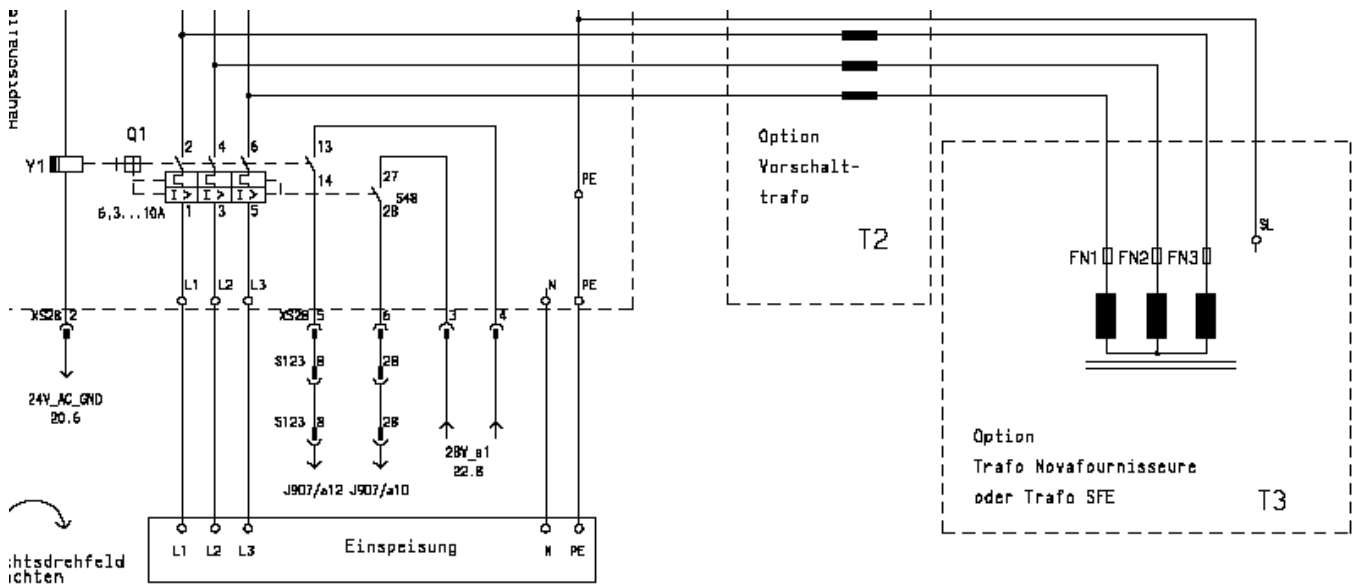 Hauptschalte
Q1
2
4
6
13
Y1
14
27
S48
28
I >
I >
I >
6,3...10A
1
3
5
PE
Option
Vorschalt-
trafo
T2
SL
FN1
FN2
FN3
L1
L2
L3
N
PE
XS28
2
XS28
5
6
3
4
S123
8
28
S123
8
28
24V_AC_GND
20.6
28V_a1
22.8
J907/a12
J907/a10
Option
Trafo Novafournisseure
oder Trafo SFE
T3
L1
L2
L3
Einspeisung
N
PE
chtsdrehfeld
achten